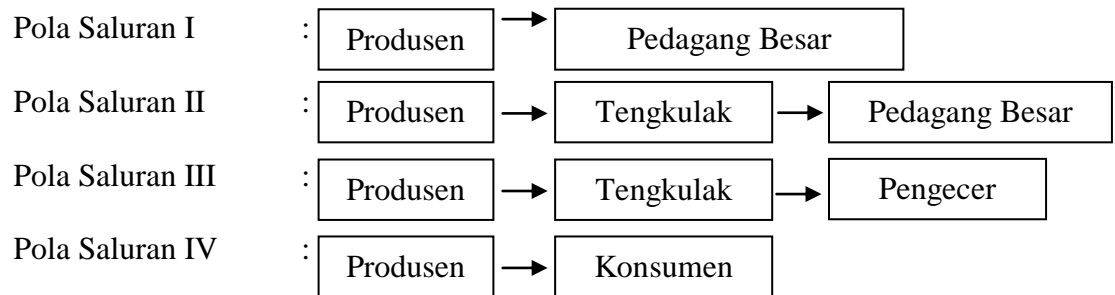 Pola Saluran I : Produsen Pedagang Besar
Pola Saluran II : Produsen Tengkulak Pedagang Besar
Pola Saluran III : Produsen Tengkulak Pengecer
Pola Saluran IV : Produsen Konsumen